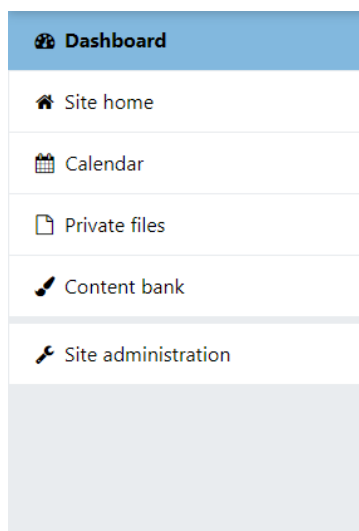 Dashboard
Site home
Calendar
Private files
Content bank
Site administration